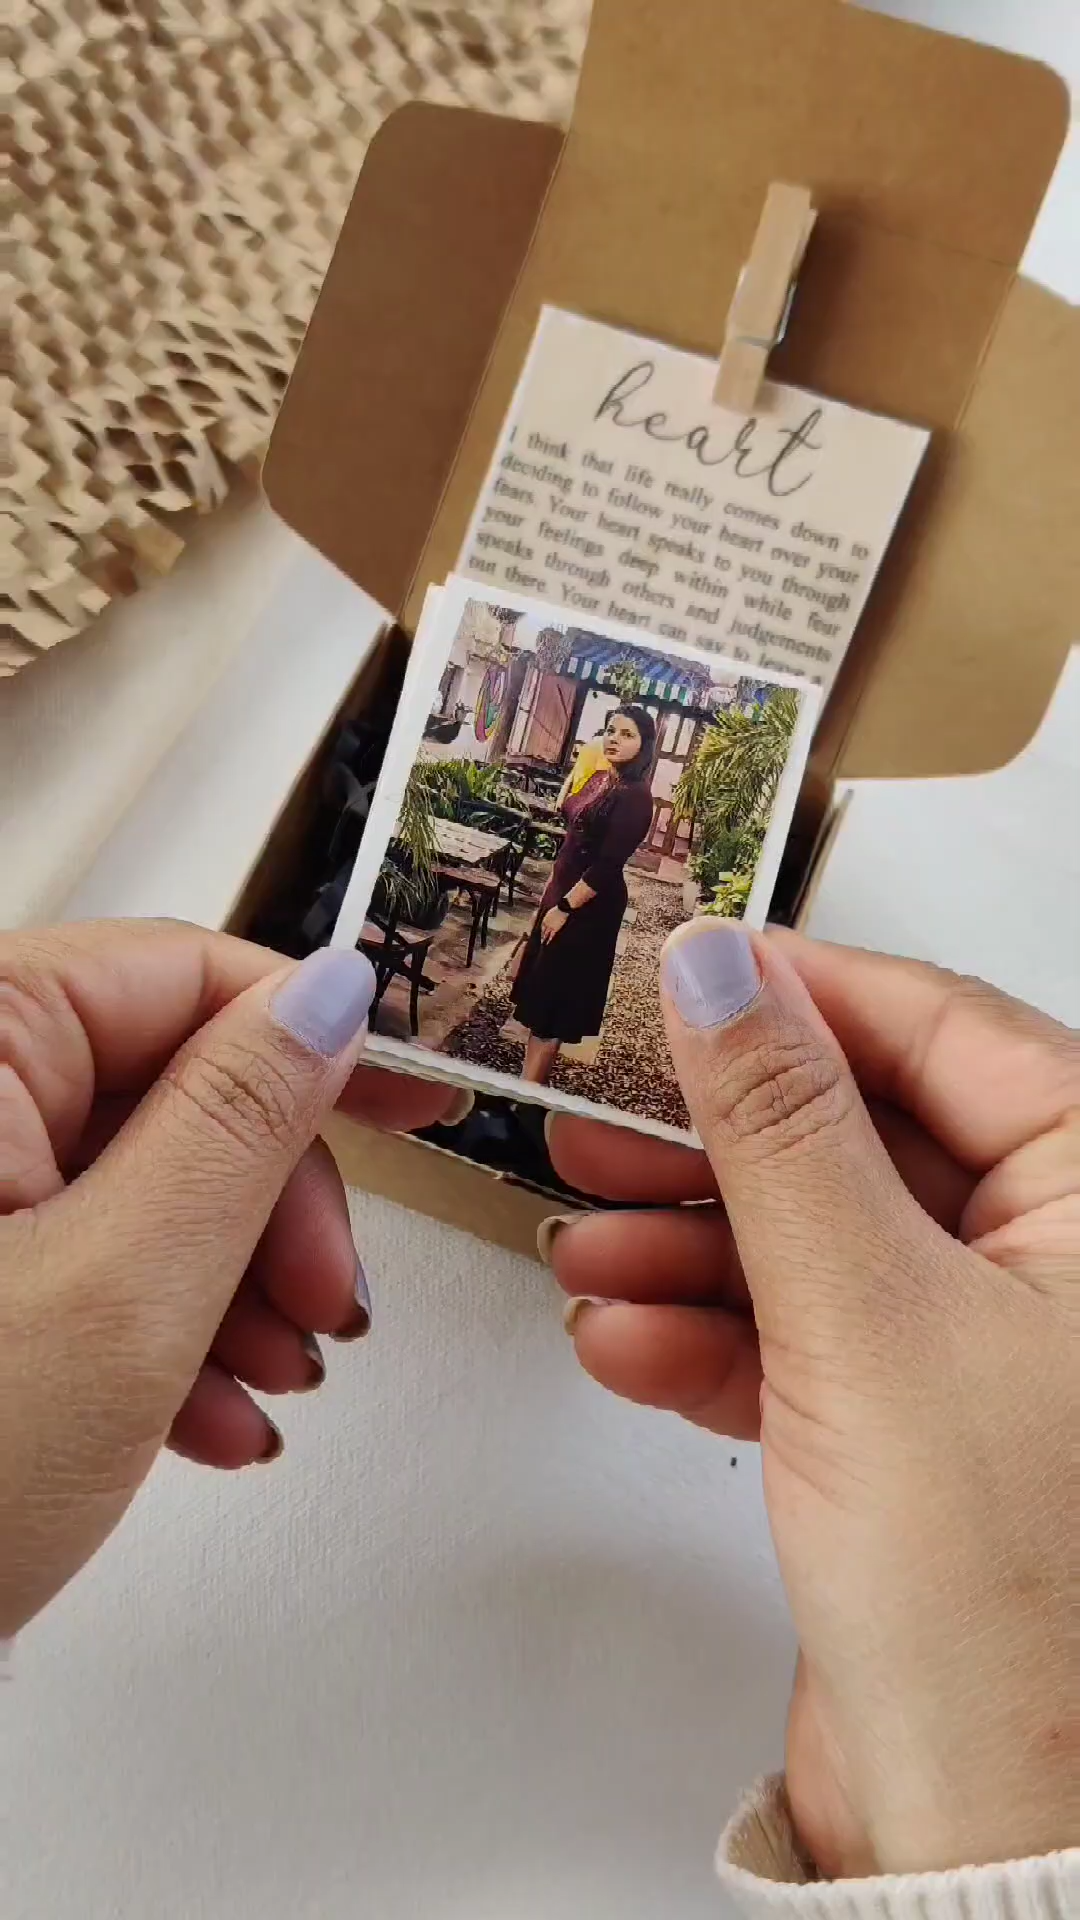 heart
I think that life really comes down to
deciding to follow your heart over your
fears. Your heart speaks to you through
your feelings deep within while fear
speaks through others and judgements
out there. Your heart can say to leave a